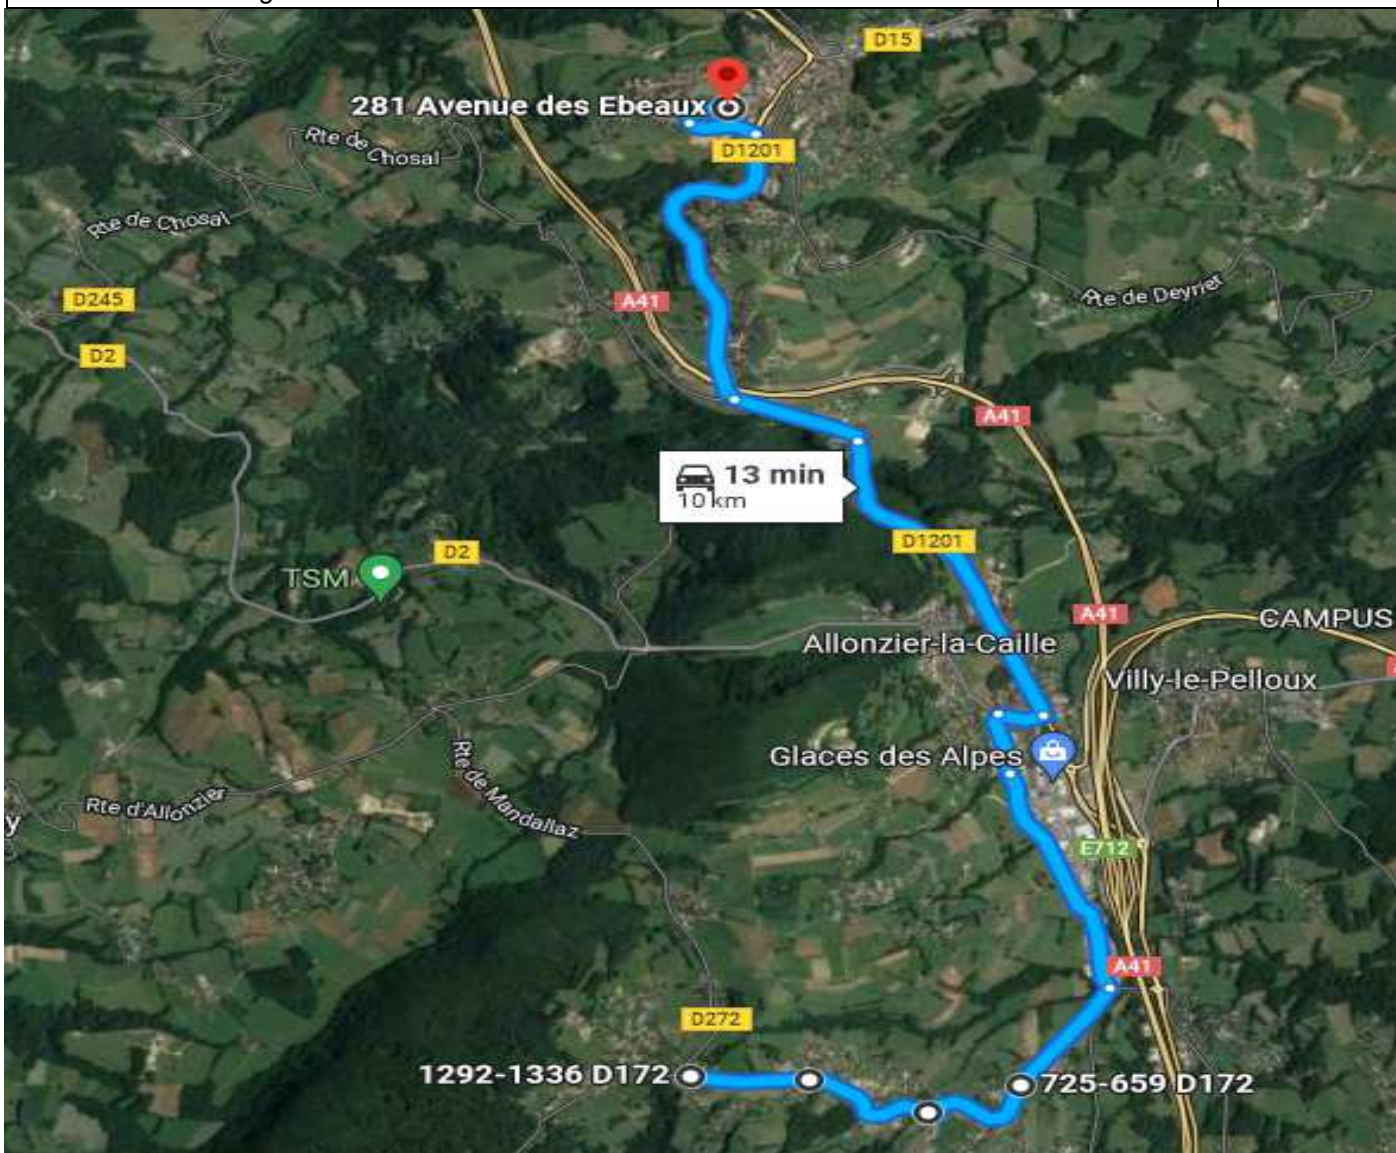 D15
281 Avenue des Ebeaux
Rte de Chosal
D1201
Rte de Chosal
Rte de Deyrier
D245
A41
D2
A41
13 min
10 km
D1201
D2
TSM
A41
CAMPUS
Allonzier-la-Caille
Villy-le-Pelloux
Glaces des Alpes
Rte de Mandallaz
Rte d'Allonzier
y
E712
A41
D272
1292-1336 D172
725-659 D172